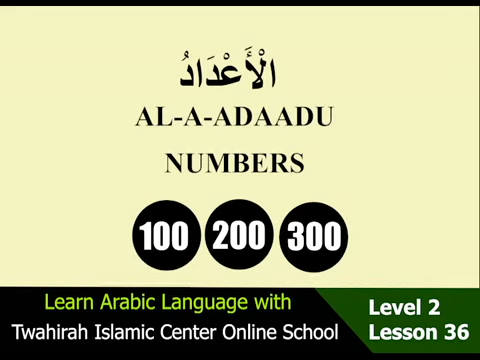 الْأَعْدَادُ
AL-A-ADAADU
NUMBERS
100 200 300
Learn Arabic Language with
Twahirah Islamic Center Online School
Level 2
Lesson 36